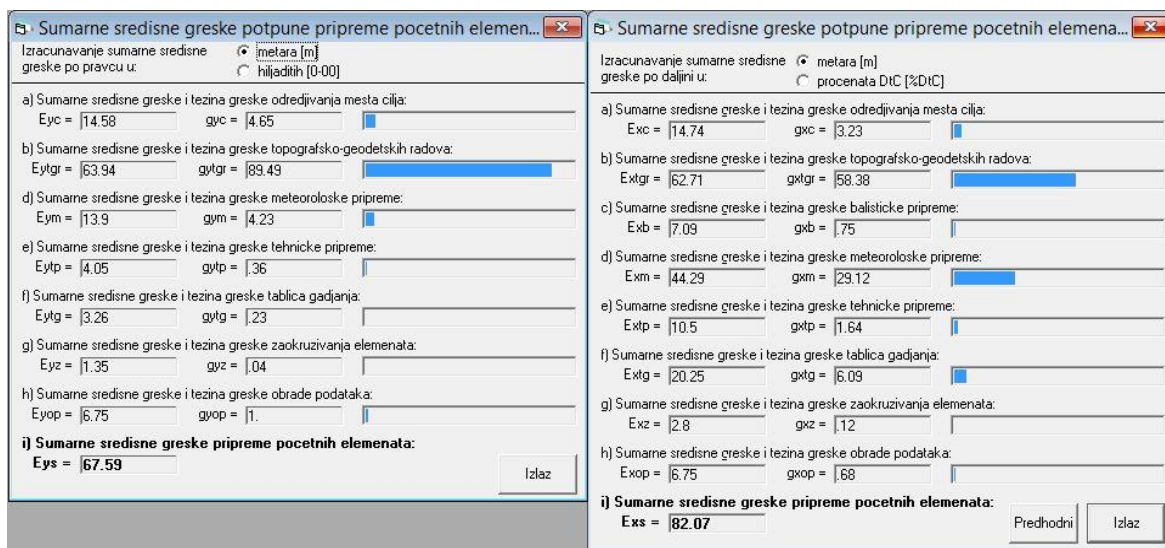 Sumarne sredisne greske potpune pripreme pocetnih elemen...
Izracunavanje sumarne sredisne
greske po pravcu u:
metara [m]
hiljaditih [0-00]
a) Sumarne sredisne greske i tezina greske odredjivanja mesta cilja:
Eyc = 14.58 gyc = 4.65
b) Sumarne sredisne greske i tezina greske topografsko-geodetskih radova:
Eytgr = 63.94 gytgr = 89.49
d) Sumarne sredisne greske i tezina greske meteoroloske pripreme:
Eym = 13.9 gym = 4.23
e) Sumarne sredisne greske i tezina greske tehnicke pripreme:
Eytp = 4.05 gytp = .36
f) Sumarne sredisne greske i tezina greske tablica gadjanja:
Eytg = 3.26 gytg = .23
g) Sumarne sredisne greske i tezina greske zaokruzivanja elemenata:
Eyz = 1.35 gyz = .04
h) Sumarne sredisne greske i tezina greske obrade podataka:
Eyop = 6.75 gyop = 1.
i) Sumarne sredisne greske pripreme pocetnih elemenata:
Eys = 67.59
Izlaz
Sumarne sredisne greske potpune pripreme pocetnih elemena...
Izracunavanje sumarne sredisne
greske po daljini u:
metara [m]
procenata DtC [%DtC]
a) Sumarne sredisne greske i tezina greske odredjivanja mesta cilja:
Exc = 14.74 gxc = 3.23
b) Sumarne sredisne greske i tezina greske topografsko-geodetskih radova:
Extgr = 62.71 gxtgr = 58.38
c) Sumarne sredisne greske i tezina greske balisticke pripreme:
Exb = 7.09 gxb = .75
d) Sumarne sredisne greske i tezina greske meteoroloske pripreme:
Exm = 44.29 gxm = 29.12
e) Sumarne sredisne greske i tezina greske tehnicke pripreme:
Extp = 10.5 gxtp = 1.64
f) Sumarne sredisne greske i tezina greske tablica gadjanja:
Extg = 20.25 gxtg = 6.09
g) Sumarne sredisne greske i tezina greske zaokruzivanja elemenata:
Exz = 2.8 gxz = .12
h) Sumarne sredisne greske i tezina greske obrade podataka:
Exop = 6.75 gxop = .68
i) Sumarne sredisne greske pripreme pocetnih elemenata:
Exs = 82.07
Predhodni Izlaz